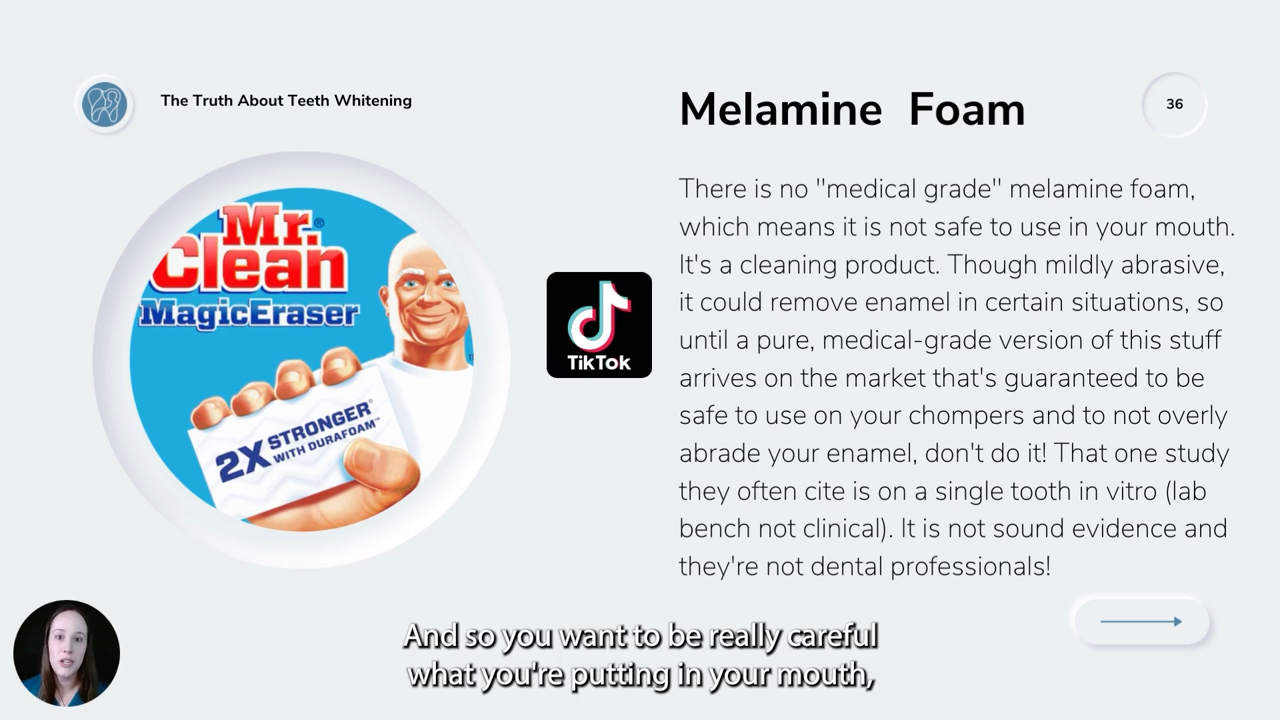 The Truth About Teeth Whitening
Mr.
Clean
MagicEraser
2X STRONGER®
WITH DURAFOAM™
TikTok
Melamine Foam
36
There is no "medical grade" melamine foam,
which means it is not safe to use in your mouth.
It's a cleaning product. Though mildly abrasive,
it could remove enamel in certain situations, so
until a pure, medical-grade version of this stuff
arrives on the market that's guaranteed to be
safe to use on your chompers and to not overly
abrade your enamel, don't do it! That one study
they often cite is on a single tooth in vitro (lab
bench not clinical). It is not sound evidence and
they're not dental professionals!
And so you want to be really careful
what you're putting in your mouth,